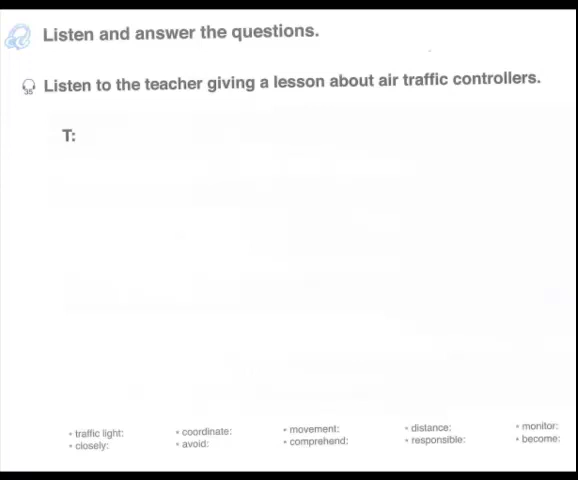 Listen and answer the questions.
35 Listen to the teacher giving a lesson about air traffic controllers.
T:
• traffic light: • coordinate: • movement: • distance: • monitor:
• closely: • avoid: • comprehend: • responsible: • become: